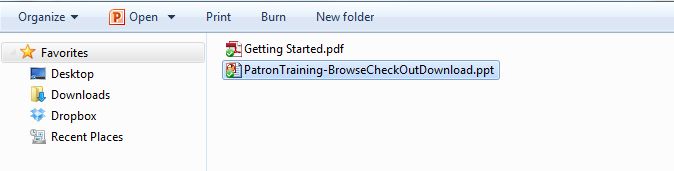 Organize Open Print Burn New folder
Favorites
Desktop
Downloads
Dropbox
Recent Places
Getting Started.pdf
PatronTraining-BrowseCheckOutDownload.ppt